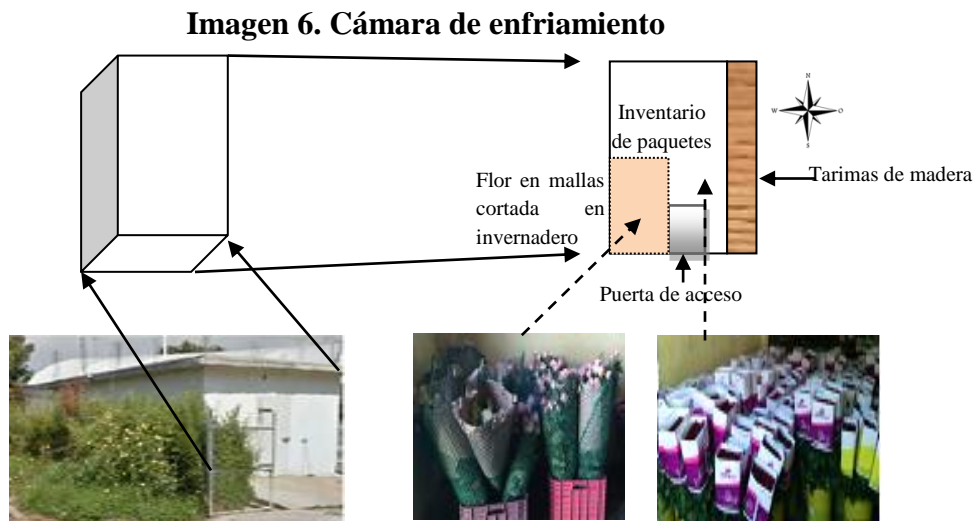 Imagen 6. Cámara de enfriamiento
N
W
O
S
Inventario
de paquetes
Tarimas de madera
Flor en mallas
cortada en
invernadero
Puerta de acceso